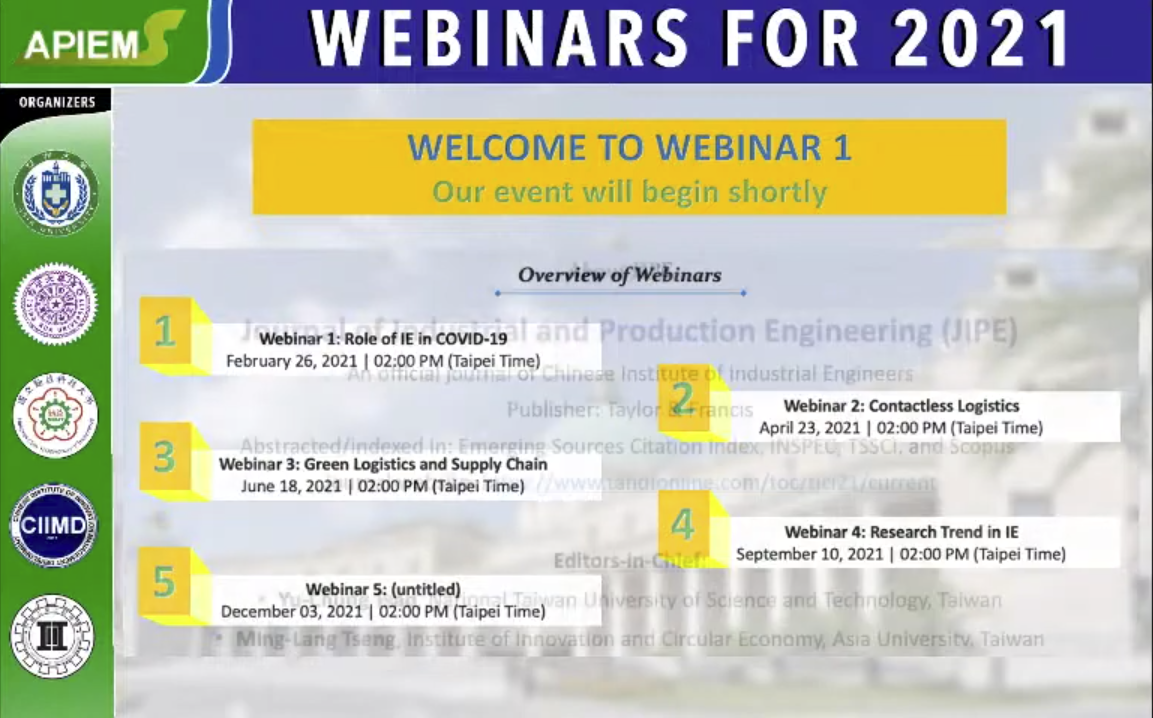 APIEMS
WEBINARS FOR 2021
ORGANIZERS
WELCOME TO WEBINAR 1
Our event will begin shortly
Overview of Webinars
1
Webinar 1: Role of IE in COVID-19
February 26, 2021 | 02:00 PM (Taipei Time)
2
Webinar 2: Contactless Logistics
April 23, 2021 | 02:00 PM (Taipei Time)
3
Webinar 3: Green Logistics and Supply Chain
June 18, 2021 | 02:00 PM (Taipei Time)
4
Webinar 4: Research Trend in IE
September 10, 2021 | 02:00 PM (Taipei Time)
5
Webinar 5: (untitled)
December 03, 2021 | 02:00 PM (Taipei Time)
Journal of Industrial and Production Engineering (JIPE)
An official journal of Chinese Institute of Industrial Engineers
Publisher: Taylor & Francis
Abstracted/indexed in: Emerging Sources Citation Index, INSPEC, TSSCI, and Scopus
Editors-in-Chief
National Taiwan University of Science and Technology, Taiwan
• Ming-Lang Tseng, Institute of Innovation and Circular Economy, Asia University, Taiwan
CIIMD